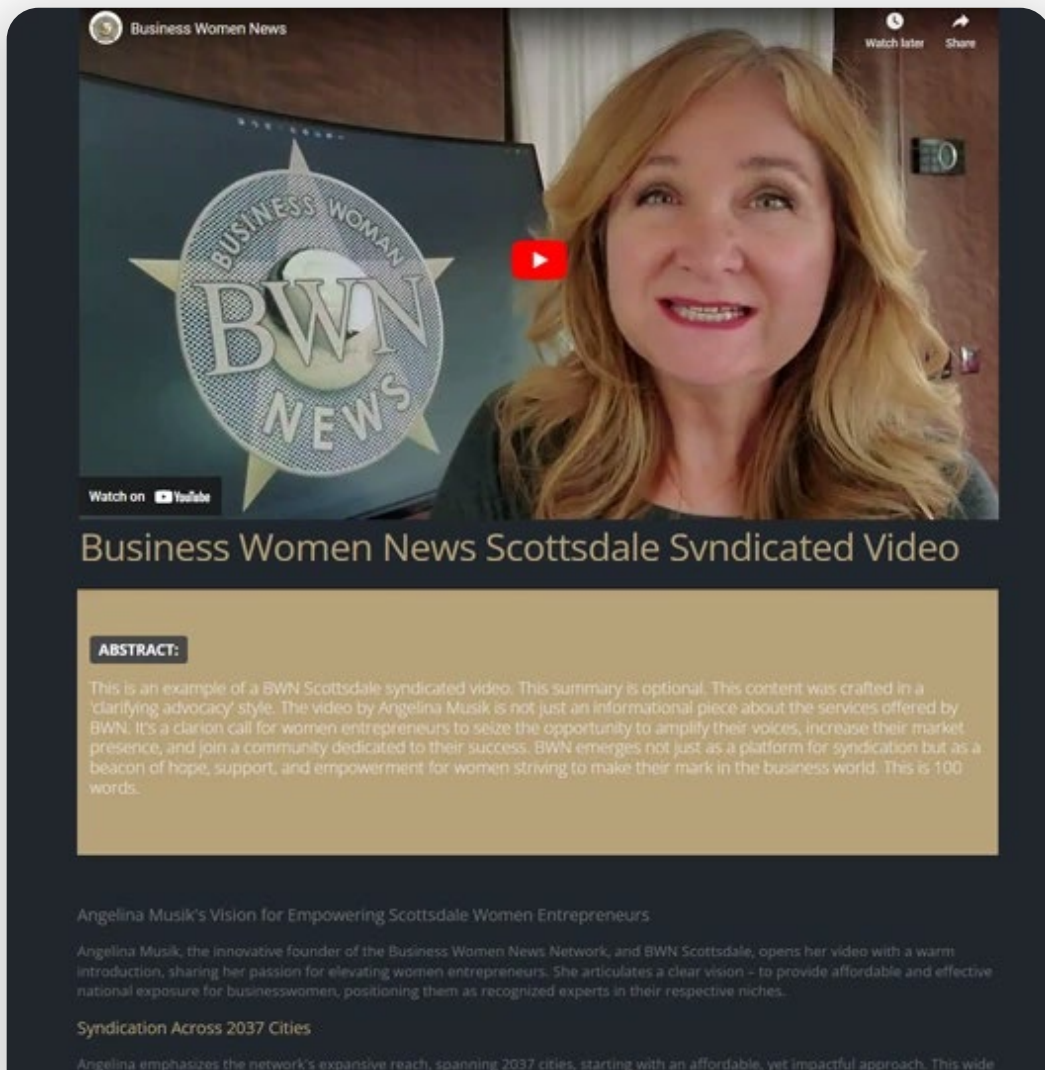 Business Women News
Watch later
Share
BUSINESS WOMAN
BWN
NEWS
Watch on YouTube
Business Women News Scottsdale Syndicated Video
ABSTRACT:
This is an example of a BWN Scottsdale syndicated video. This summary is optional. This content was crafted in a
'clarifying advocacy' style. The video by Angelina Musik is not just an informational piece about the services offered by
BWN. It's a clarion call for women entrepreneurs to seize the opportunity to amplify their voices, increase their market
presence, and join a community dedicated to their success. BWN emerges not just as a platform for syndication but as a
beacon of hope, support, and empowerment for women striving to make their mark in the business world. This is 100
words.
Angelina Musik's Vision for Empowering Scottsdale Women Entrepreneurs
Angelina Musik, the innovative founder of the Business Women News Network, and BWN Scottsdale, opens her video with a warm
introduction, sharing her passion for elevating women entrepreneurs. She articulates a clear vision – to provide affordable and effective
national exposure for businesswomen, positioning them as recognized experts in their respective niches.
Syndication Across 2037 Cities
Angelina emphasizes the network's expansive reach, spanning 2037 cities, starting with an affordable, yet impactful approach. This wide